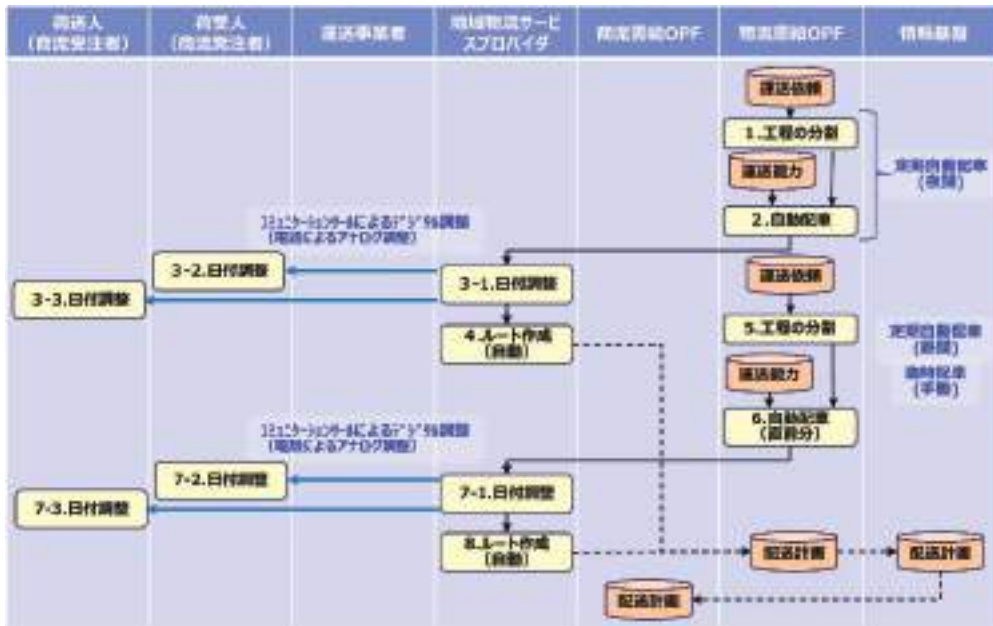 荷送人
(商流受注者)
荷受人
(商流発注者)
運送事業者
地域物流サービ
スプロバイダ
商流需給OPF
物流需給OPF
情報基盤
運送依頼
1.工程の分割
運送能力
2.自動配車
定期自動配車
(夜間)
コミュニケーションツールによるデジタル調整
(電話によるアナログ調整)
3-1.日付調整
3-2.日付調整
3-3.日付調整
4.ルート作成
(自動)
運送依頼
5.工程の分割
運送能力
6.自動配車
(直前分)
定期自動配車
臨時配車
(手動)
コミュニケーションツールによるデジタル調整
(電話によるアナログ調整)
7-1.日付調整
7-2.日付調整
7-3.日付調整
8.ルート作成
(自動)
配送計画
配送計画
配送計画